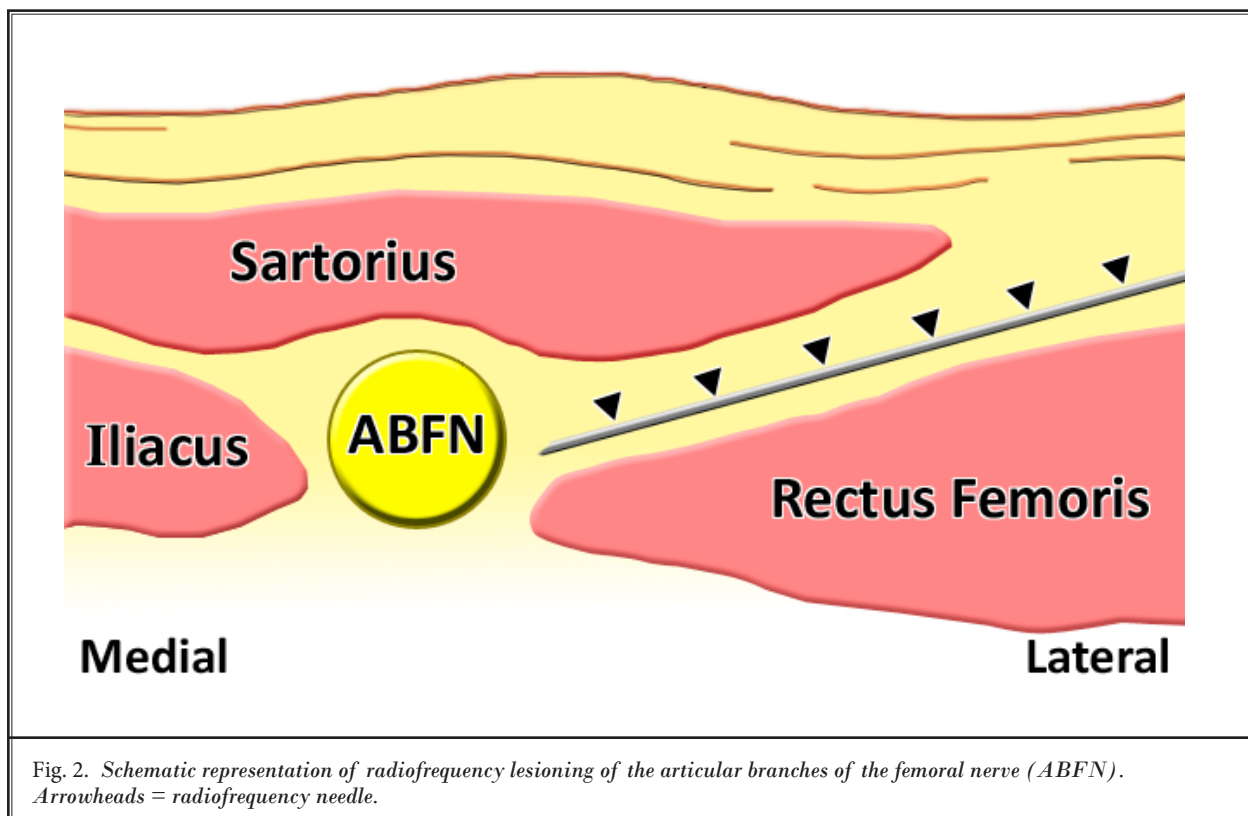 Sartorius
Iliacus
ABFN
Rectus Femoris
Medial
Lateral
Fig. 2. Schematic representation of radiofrequency lesioning of the articular branches of the femoral nerve (ABFN).
Arrowheads = radiofrequency needle.